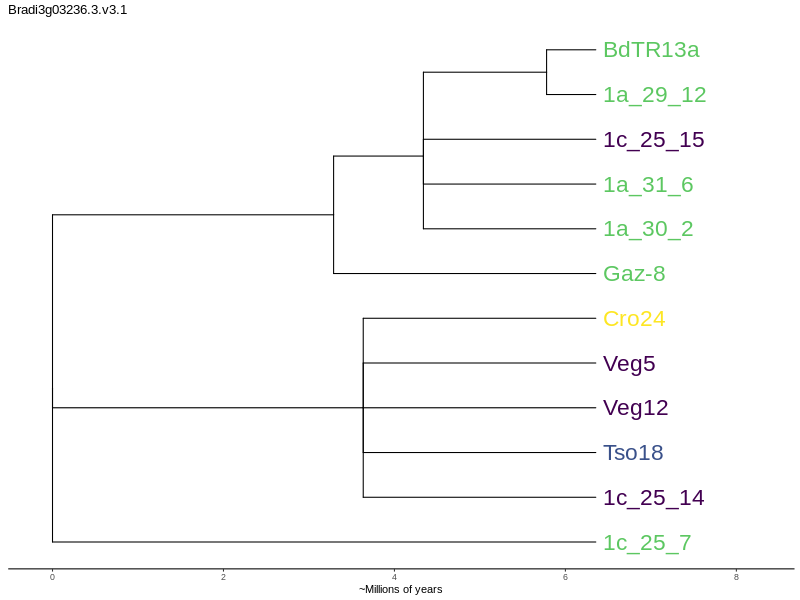 Bradi3g03236.3.v3.1
BdTR13a
1a_29_12
1c_25_15
1a_31_6
1a_30_2
Gaz-8
Cro24
Veg5
Veg12
Tso18
1c_25_14
1c_25_7
0 2 4 6 8
~Millions of years